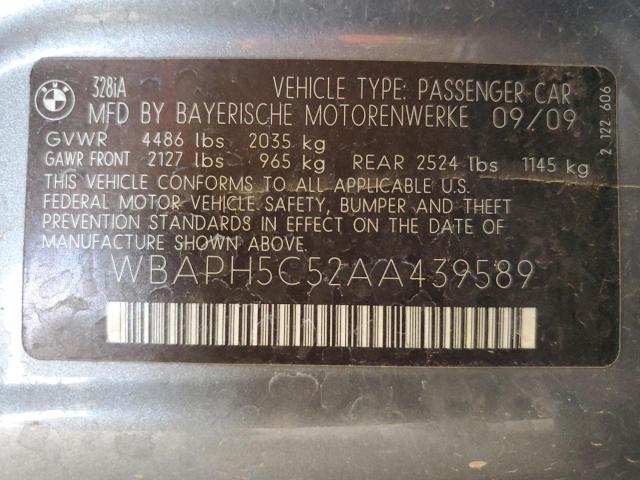 328iA VEHICLE TYPE: PASSENGER CAR
MFD BY BAYERISCHE MOTORENWERKE 09/09
GVWR 4486 lbs 2035 kg
GAWR FRONT 2127 lbs 965 kg REAR 2524 lbs 1145 kg
THIS VEHICLE CONFORMS TO ALL APPLICABLE U.S.
FEDERAL MOTOR VEHICLE SAFETY, BUMPER AND THEFT
PREVENTION STANDARDS IN EFFECT ON THE DATE OF
MANUFACTURE SHOWN ABOVE.
WBAPH5C52AA439589
2 122 606